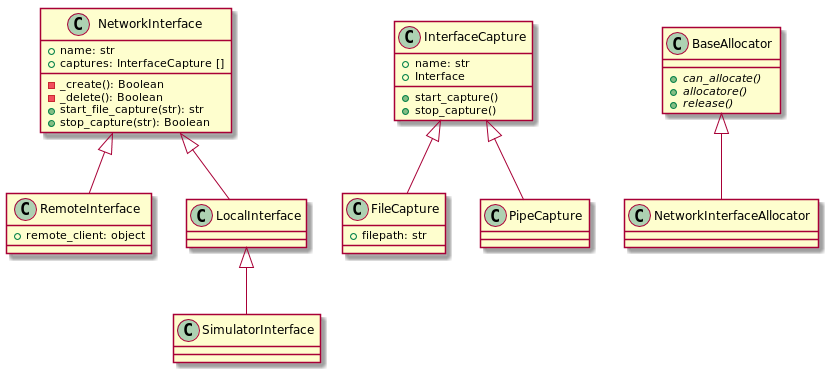 C NetworkInterface
name: str
captures: InterfaceCapture []
_create(): Boolean
_delete(): Boolean
start_file_capture(str): str
stop_capture(str): Boolean
C InterfaceCapture
name: str
Interface
start_capture()
stop_capture()
C BaseAllocator
can_allocate()
allocatore()
release()
C RemoteInterface
remote_client: object
C LocalInterface
C FileCapture
filepath: str
C PipeCapture
C NetworkInterfaceAllocator
C SimulatorInterface